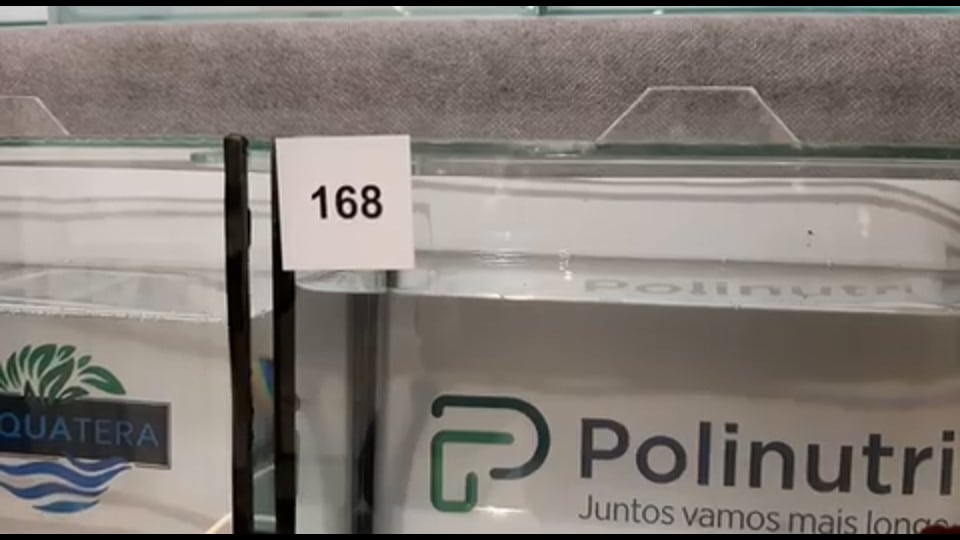 168
QUATERA
Polinutri
Juntos vamos mais longe
Polinutri